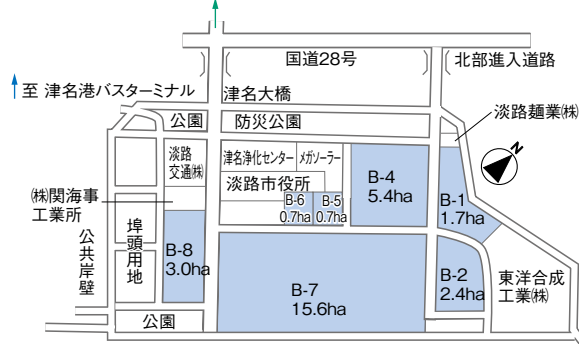 国道28号
北部進入道路
至 津名港バスターミナル
津名大橋
淡路麺業㈱
公園
防災公園
N
淡路
交通㈱
津名浄化センター
メガソーラー
淡路市役所
B-4
5.4ha
B-1
1.7ha
㈱関海事
工業所
B-6
0.7ha
B-5
0.7ha
公共岸壁
埠頭用地
B-8
3.0ha
B-7
15.6ha
B-2
2.4ha
東洋合成
工業㈱
公園